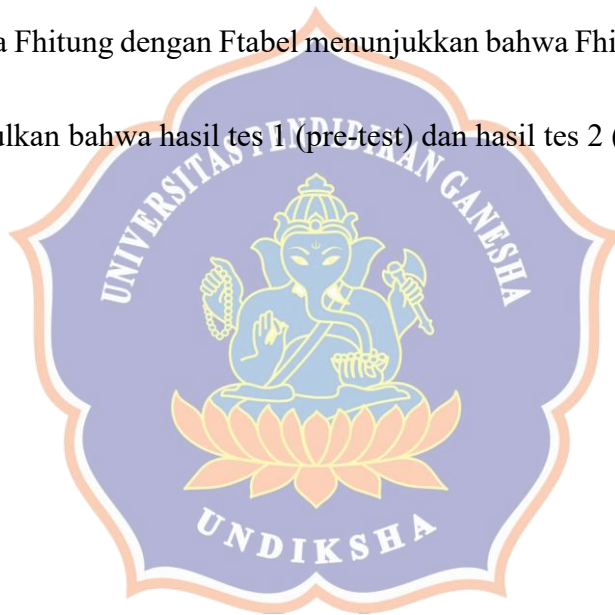 a Fhitung dengan Ftabel menunjukkan bahwa Fhi
ulkan bahwa hasil tes 1 (pre-test) dan hasil tes 2 (
UNIVERSITAS PENDIDIKAN GANESHA
UNDIKSHA